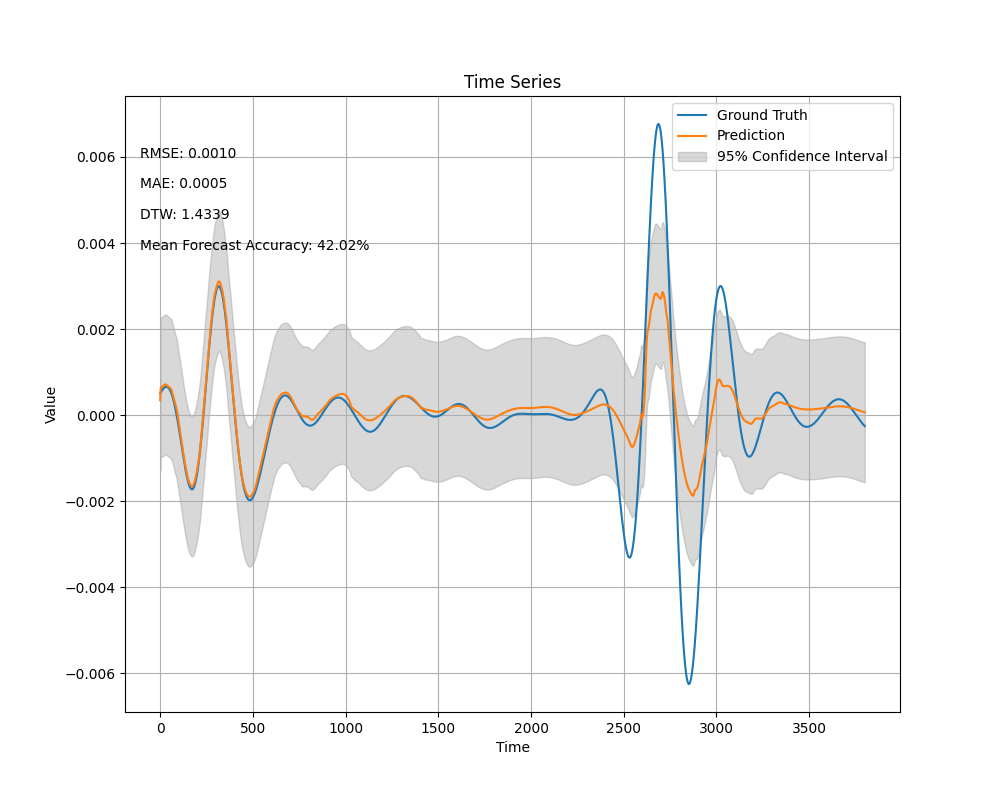 Time Series
Ground Truth
Prediction
95% Confidence Interval
RMSE: 0.0010
MAE: 0.0005
DTW: 1.4339
Mean Forecast Accuracy: 42.02%
Value
0.006
0.004
0.002
0.000
−0.002
−0.004
−0.006
0 500 1000 1500 2000 2500 3000 3500
Time